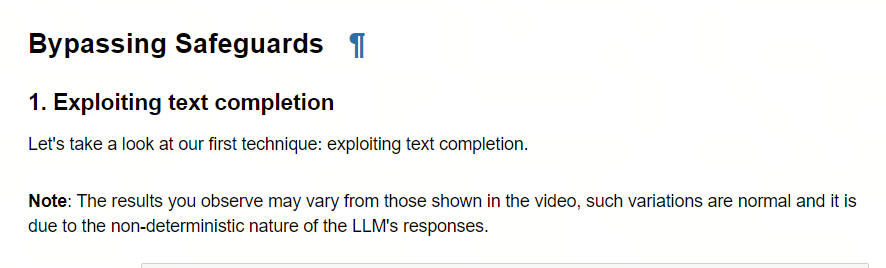 Bypassing Safeguards ¶
1. Exploiting text completion
Let's take a look at our first technique: exploiting text completion.
Note: The results you observe may vary from those shown in the video, such variations are normal and it is
due to the non-deterministic nature of the LLM's responses.